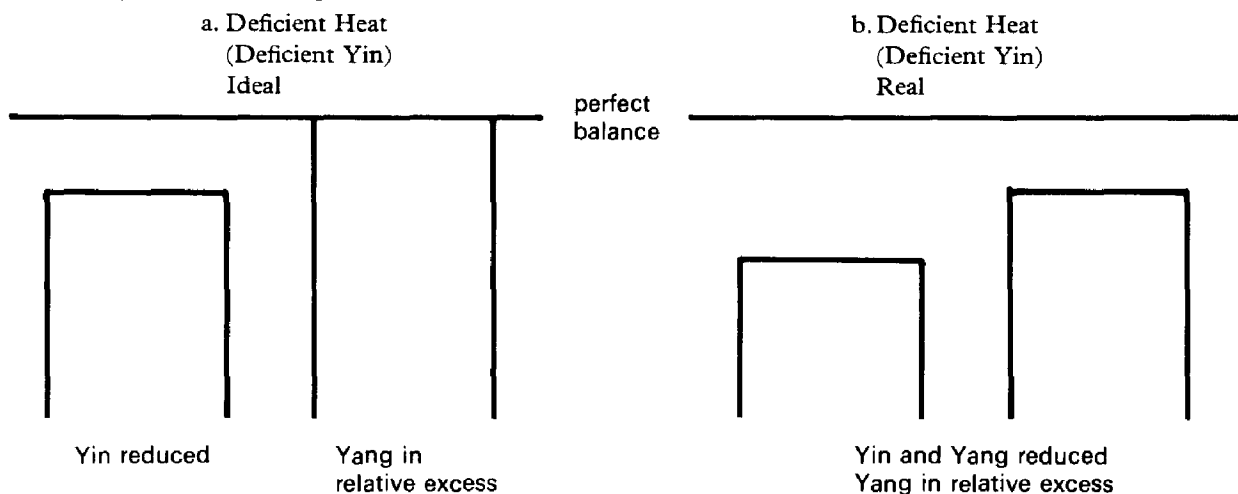 a. Deficient Heat
(Deficient Yin)
Ideal
b. Deficient Heat
(Deficient Yin)
Real
perfect
balance
Yin reduced
Yang in
relative excess
Yin and Yang reduced
Yang in relative excess